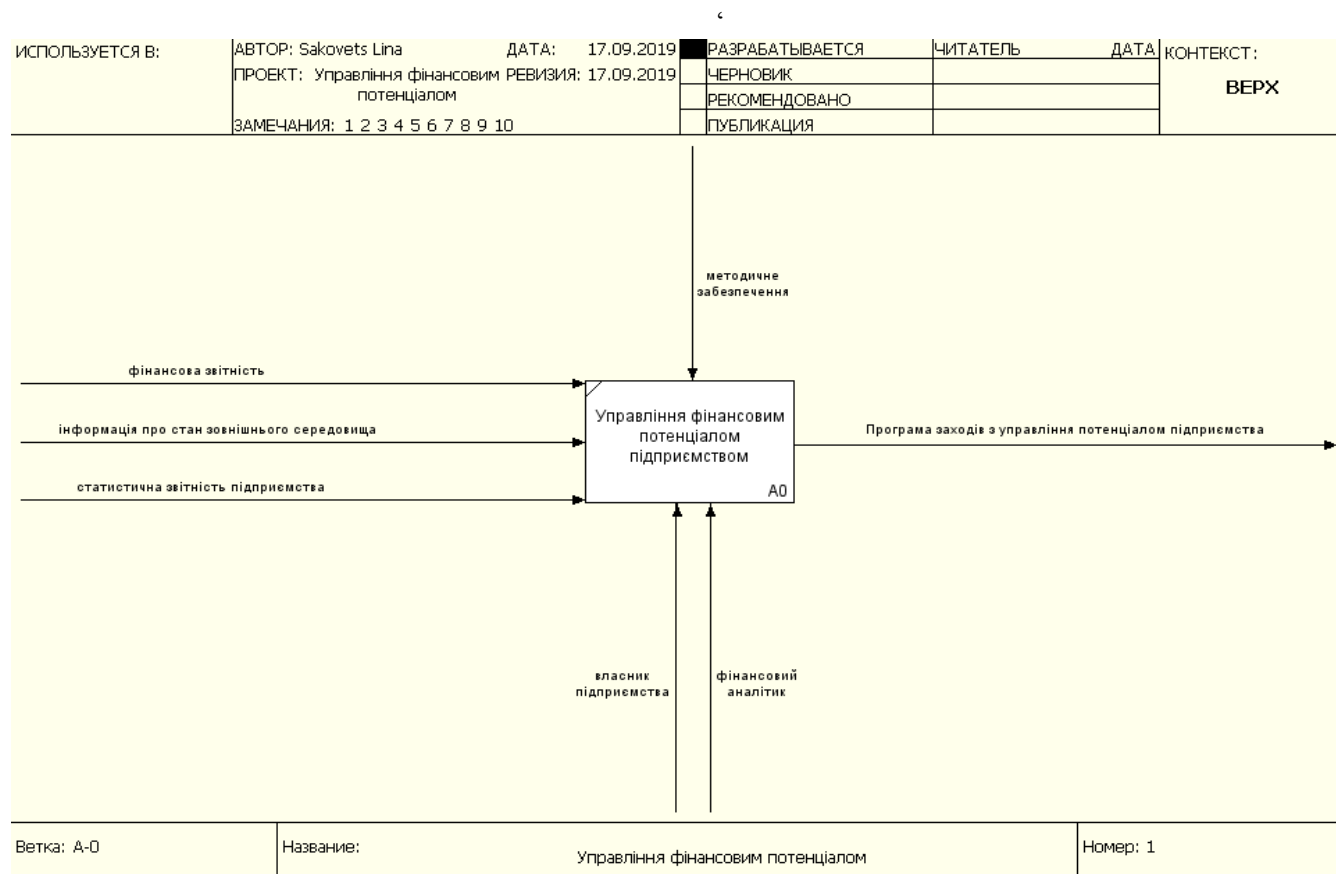 ‘
ИСПОЛЬЗУЕТСЯ В:
АВТОР: Sakovets Lina
ДАТА: 17.09.2019
ПРОЕКТ: Управління фінансовим
потенціалом
РЕВИЗИЯ: 17.09.2019
ЗАМЕЧАНИЯ: 1 2 3 4 5 6 7 8 9 10
РАЗРАБАТЫВАЕТСЯ
ЧЕРНОВИК
РЕКОМЕНДОВАНО
ПУБЛИКАЦИЯ
ЧИТАТЕЛЬ
ДАТА
КОНТЕКСТ:
ВЕРХ
методичне
забезпечення
фінансова звітність
інформація про стан зовнішнього середовища
статистична звітність підприємства
Управління фінансовим
потенціалом
підприємством
A0
Програма заходів з управління потенціалом підприємства
власник
підприємства
фінансовий
аналітик
Ветка: A-0
Название:
Управління фінансовим потенціалом
Номер: 1